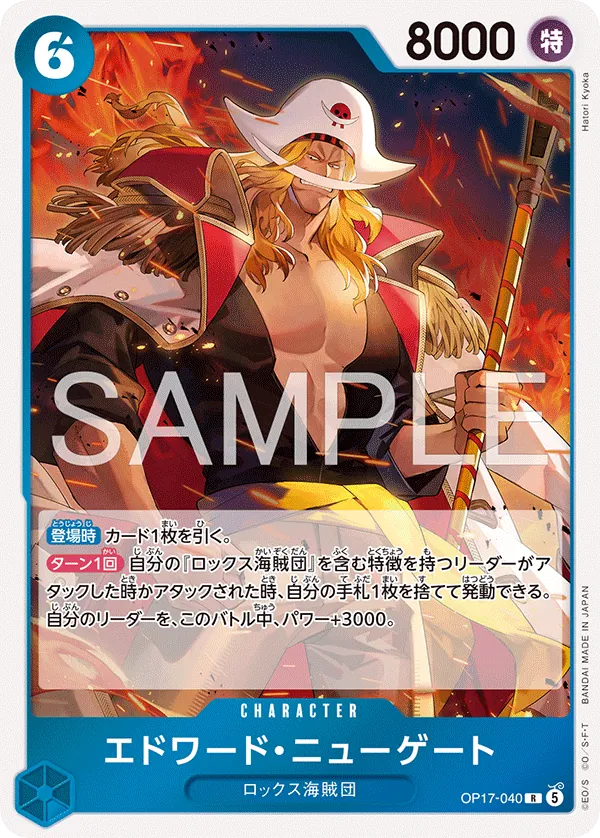 6
8000
特
Hatori Kyoka
SAMPLE
登場時 カード1枚を引く。
ターン1回 自分の『ロックス海賊団』を含む特徴を持つリーダーがア
タックした時かアタックされた時、自分の手札1枚を捨てて発動できる。
自分のリーダーを、このバトル中、パワー+3000。
CHARACTER
エドワード・ニューゲート
ロックス海賊団
OP17-040 R 5
©E.O/S ©O/S・F・T BANDAI MADE IN JAPAN